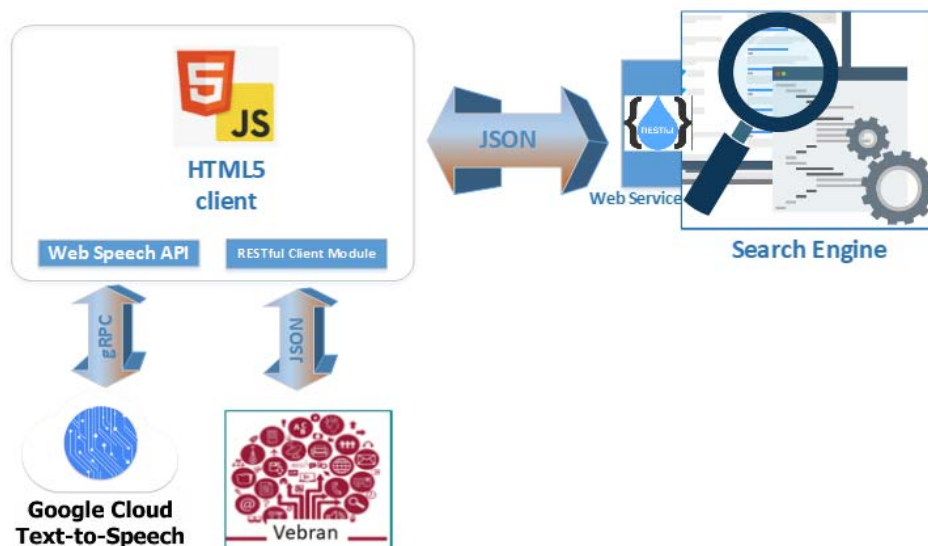 5
JS
HTML5
client
Web Speech API
RESTful Client Module
JSON
{RESTful}
Web Service
Search Engine
gRPC
JSON
Google Cloud
Text-to-Speech
Vebran